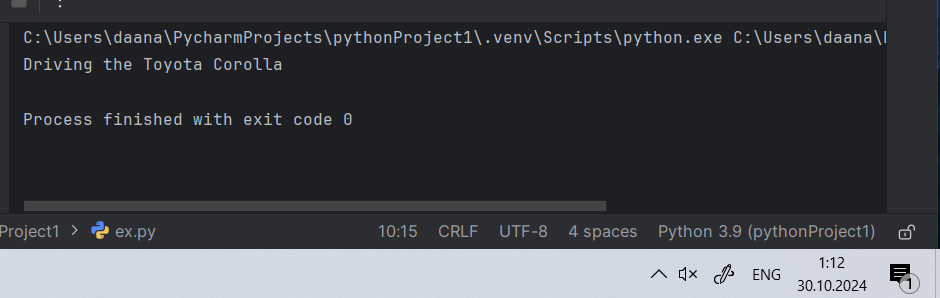 C:\Users\daana\PycharmProjects\pythonProject1\.venv\Scripts\python.exe C:\Users\daana\
Driving the Toyota Corolla
Process finished with exit code 0
Project1 > ex.py 10:15 CRLF UTF-8 4 spaces Python 3.9 (pythonProject1)
ENG 1:12
30.10.2024 1